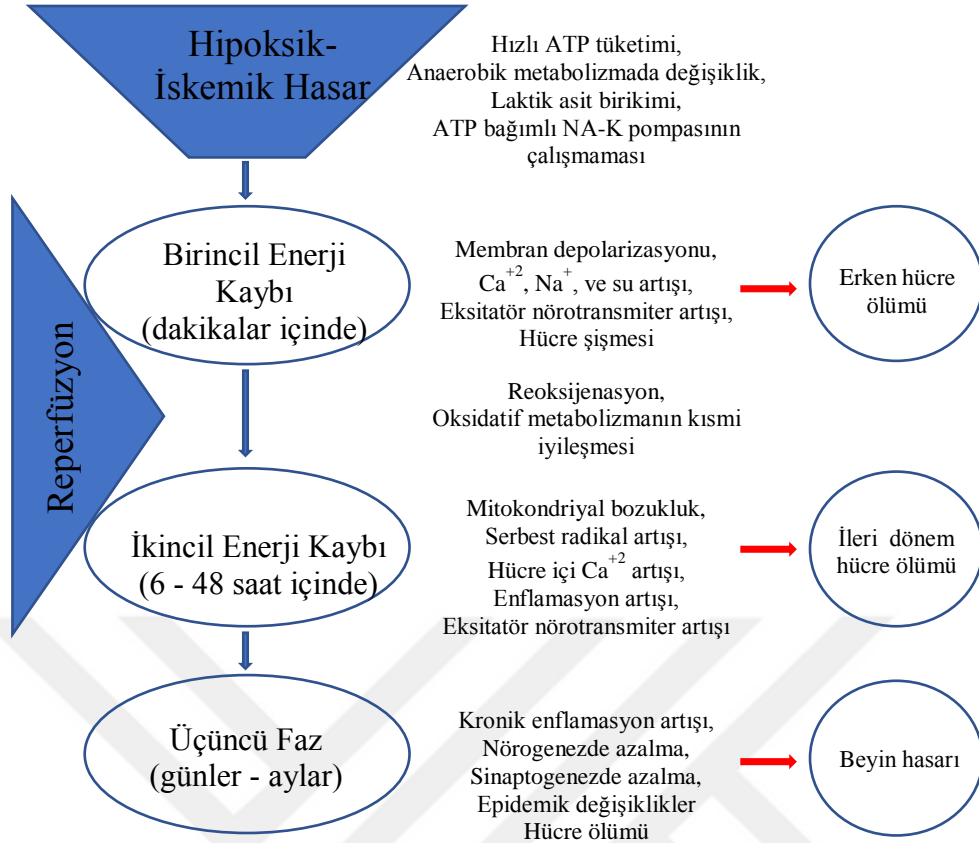 Hipoksik-
İskemik Hasar
Hızlı ATP tüketimi,
Anaerobik metabolizmada değişiklik,
Laktik asit birikimi,
ATP bağımlı NA-K pompasının
çalışmaması
Reperfüzyon
Birincil Enerji
Kaybı
(dakikalar içinde)
Membran depolarizasyonu,
Ca+2, Na+, ve su artışı,
Eksitatör nörotransmiter artışı,
Hücre şişmesi
Erken hücre
ölümü
Reoksijenasyon,
Oksidatif metabolizmanın kısmi
iyileşmesi
İkincil Enerji Kaybı
(6 - 48 saat içinde)
Mitokondriyal bozukluk,
Serbest radikal artışı,
Hücre içi Ca+2 artışı,
Enflamasyon artışı,
Eksitatör nörotransmiter artışı
İleri dönem
hücre ölümü
Üçüncü Faz
(günler - aylar)
Kronik enflamasyon artışı,
Nörogenezde azalma,
Sinaptogenezde azalma,
Epidemik değişiklikler
Hücre ölümü
Beyin hasarı